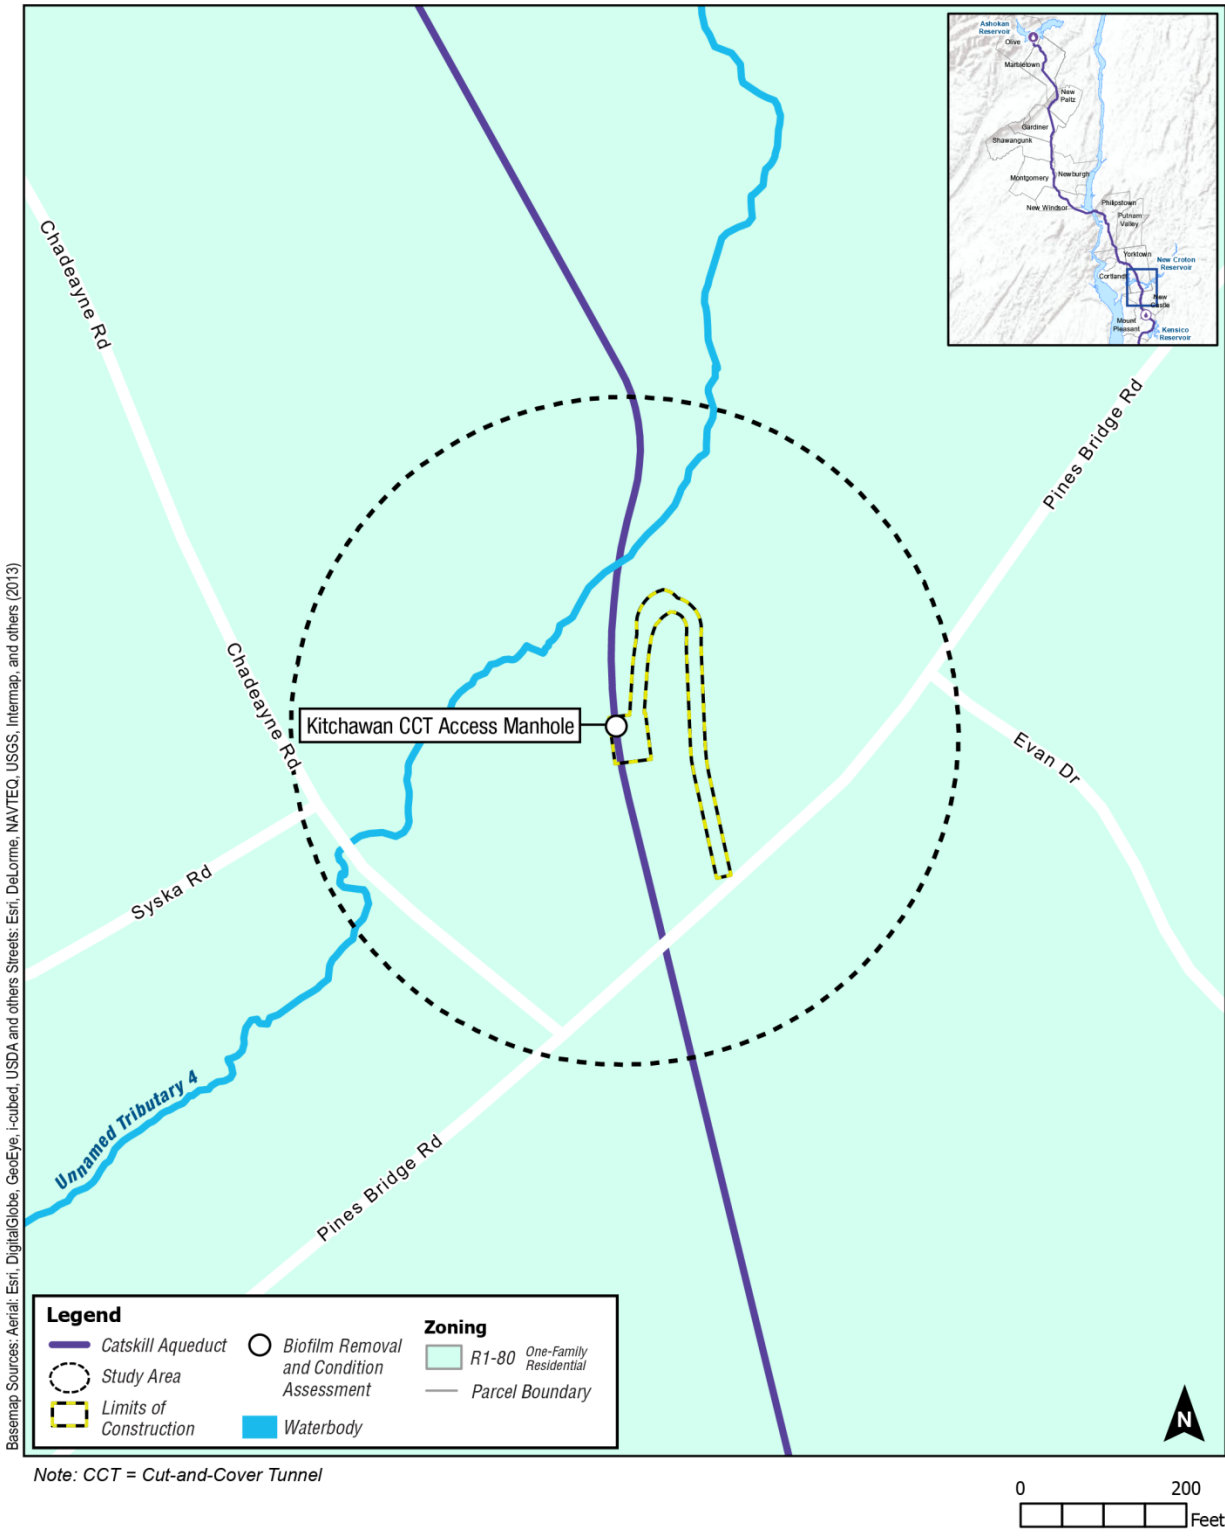 Ashokan
Reservoir
Olive
Marbletown
New
Paltz
Gardiner
Shawangunk
Montgomery
Newburgh
New Windsor
Philipstown
Putnam
Valley
Yorktown
New Croton
Reservoir
Cortlandt
New
Castle
Mount
Pleasant
Kensico
Reservoir
Chadeayne Rd
Pines Bridge Rd
Chadeayne Rd
Kitchawan CCT Access Manhole
Evan Dr
Syska Rd
Unnamed Tributary 4
Pines Bridge Rd
Basemap Sources: Aerial: Esri, DigitalGlobe, GeoEye, i-cubed, USDA and others Streets: Esri, DeLorme, NAVTEQ, USGS, Intermap, and others (2013)
Legend
Catskill Aqueduct
Study Area
Limits of
Construction
Biofilm Removal
and Condition
Assessment
Waterbody
Zoning
R1-80 One-Family
Residential
Parcel Boundary
N
Note: CCT = Cut-and-Cover Tunnel
0 200
Feet